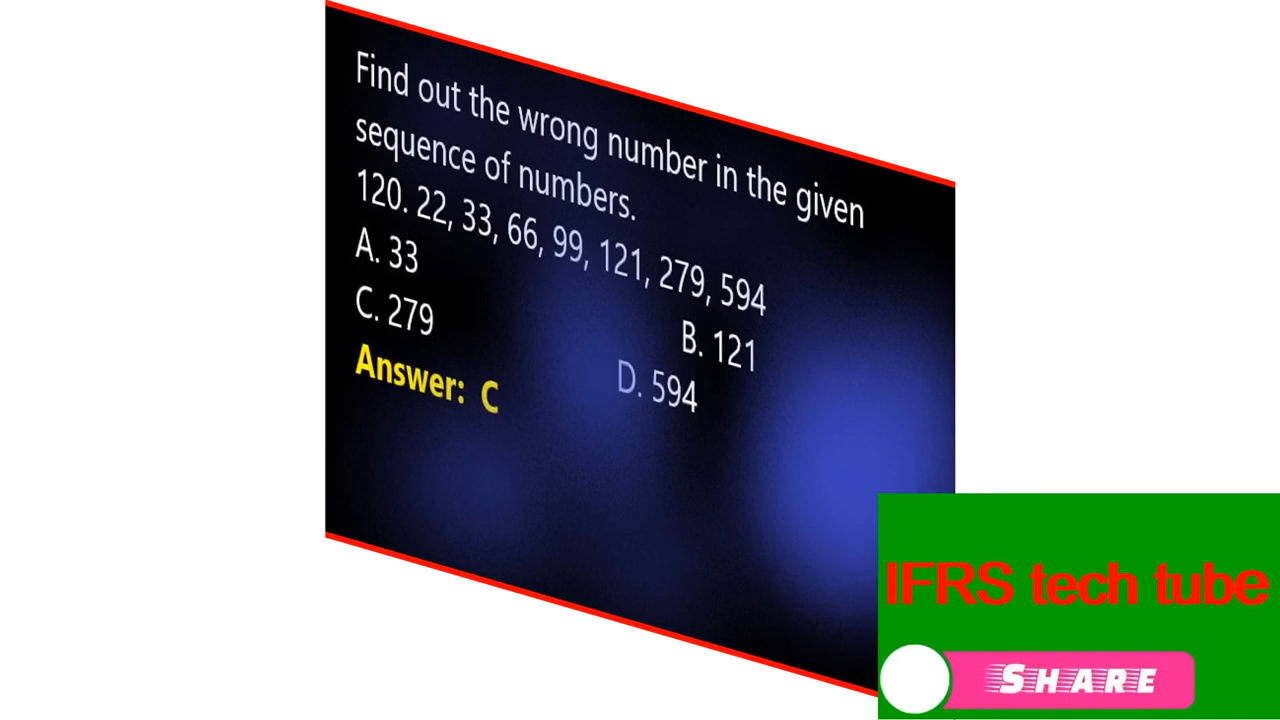 Find out the wrong number in the given
sequence of numbers.
120. 22, 33, 66, 99, 121, 279, 594
A. 33
B. 121
C. 279
D. 594
Answer: C
IFRS tech tube
SHARE